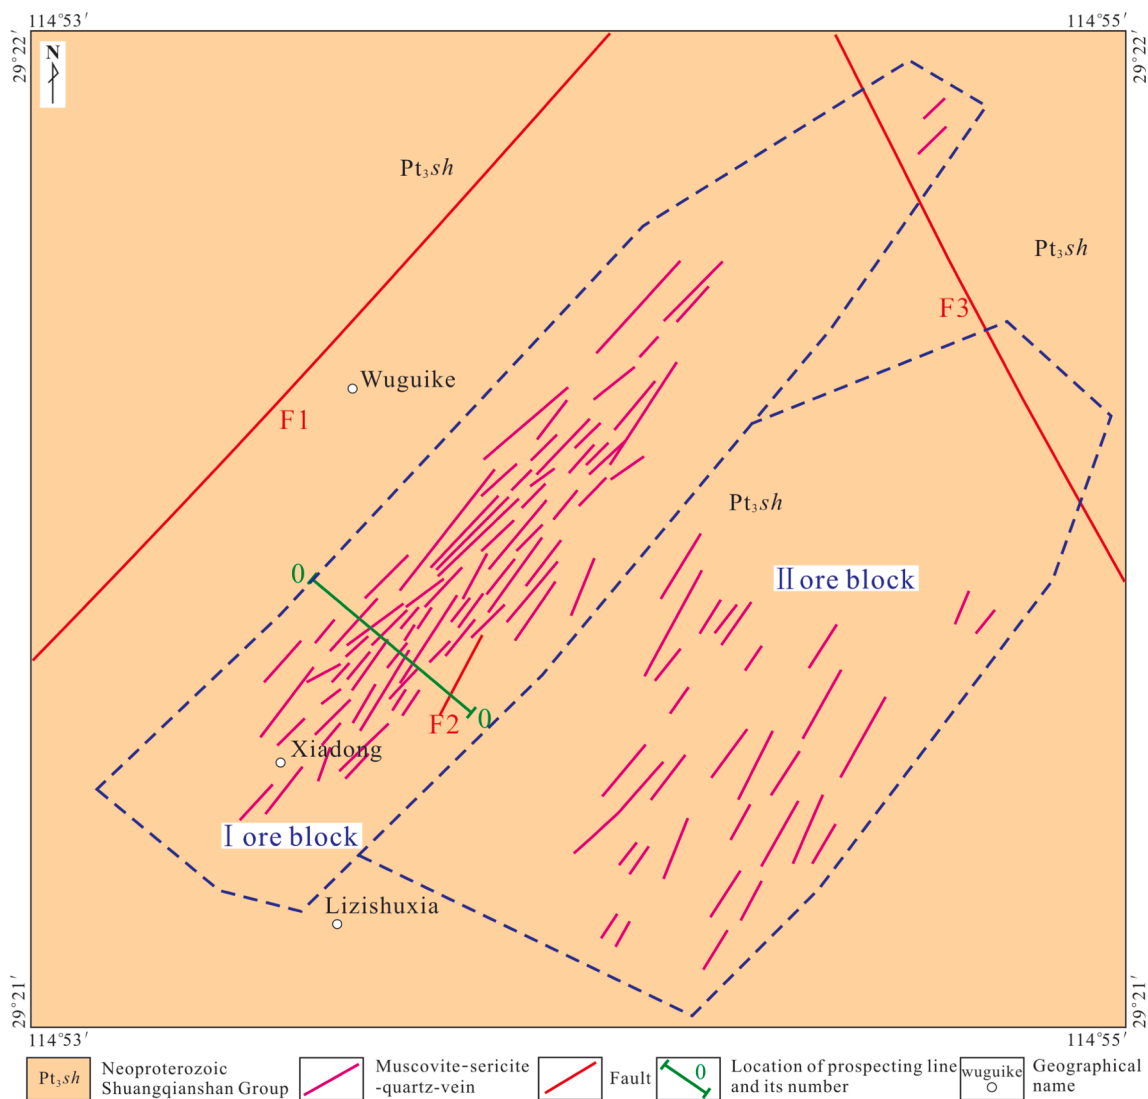 114°53′
114°55′
29°22′
29°22′
N
Pt₃sh
Pt₃sh
F3
Wuguike
F1
Pt₃sh
0
II ore block
F2
0
Xiadong
I ore block
Lizishuxia
29°21′
29°21′
114°53′
114°55′
Pt₃sh
Neoproterozoic
Shuangqianshan Group
Muscovite-sericite
-quartz-vein
Fault
0
Location of prospecting line
and its number
wuguike
Geographical
name